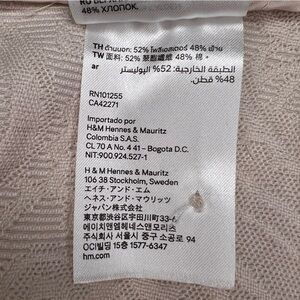 48% ХЛОПОК.
TH ด้านนอก: 52% โพลีเอสเตอร์ 48% ฝ้าย
TW 面料: 52% 聚酯纖維 48% 棉。
ar
الطبقة الخارجية: 52% البوليستر
48% قطن.
RN101255
CA42271
Importado por
H&M Hennes & Mauritz
Colombia S.A.S.
CL 70 A No. 4 41 – Bogota D.C.
NIT:900.924.527-1
H & M Hennes & Mauritz
106 38 Stockholm, Sweden
エイチ・アンド・エム
ヘネス・アンド・マウリッツ
ジャパン株式会社
東京都渋谷区宇田川町33-6
에이치앤엠헤네스앤모리츠
주식회사 서울시 중구 소공로 94
OCI빌딩 15층 1577-6347
hm.com